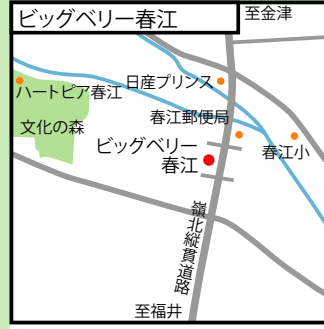 ビッグベリー春江
至金津
日産プリンス
ハートピア春江
春江郵便局
文化の森
ビッグベリー
春江
春江小
嶺北縦貫道路
至福井